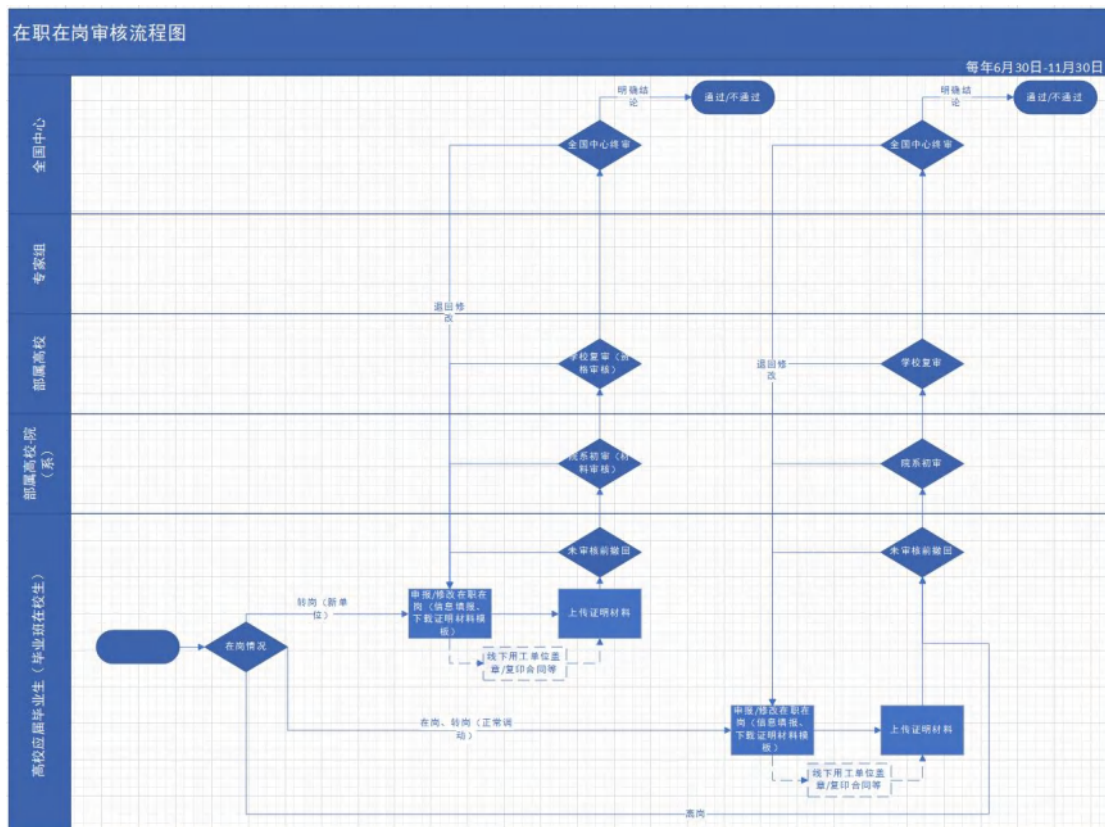 在职在岗审核流程图
每年6月30日-11月30日
全国中心
明确结
论
通过/不通过
全国中心终审
明确结
论
通过/不通过
全国中心终审
专家组
退回修
改
部属高校
学校复审（资
格审核）
退回修
改
学校复审
部属高校-院
（系）
院系初审（材
料审核）
院系初审
高校应届毕业生（毕业班在校生）
未审核前撤回
未审核前撤回
转岗（新单
位）
申报/修改在职在
岗（信息填报、
下载证明材料模
板）
上传证明材料
在岗情况
线下用工单位盖
章/复印合同等
在岗、转岗（正常调
动）
申报/修改在职在
岗（信息填报、
下载证明材料模
板）
上传证明材料
线下用工单位盖
章/复印合同等
离岗